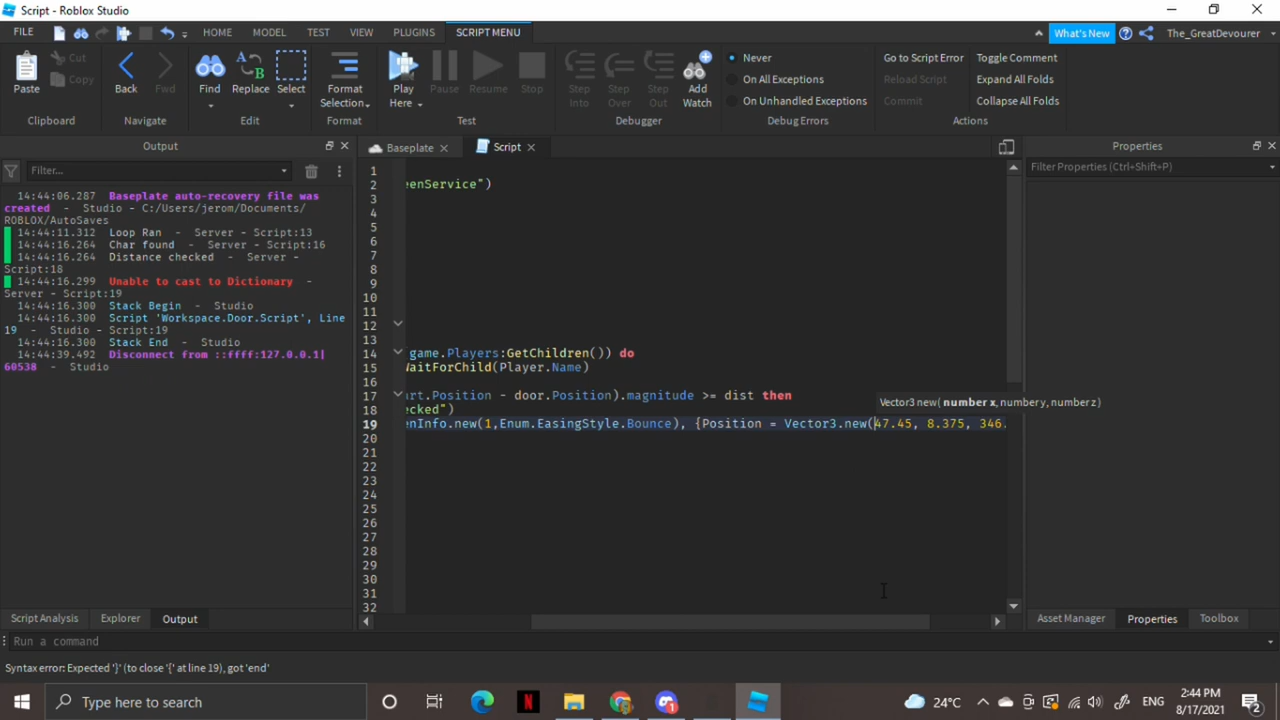 Script - Roblox Studio
FILE HOME MODEL TEST VIEW PLUGINS SCRIPT MENU What's New The_GreatDevourer
Cut Never Go to Script Error Toggle Comment
Copy On All Exceptions Reload Script Expand All Folds
Paste Back Fwd Find Replace Select Format Selection... Play Here Pause Resume Stop Step Into Step Over Step Out Add Watch
On Unhandled Exceptions Commit Collapse All Folds
Clipboard Navigate Edit Format Test Debugger Debug Errors Actions
Output
Filter...
14:44:06.287 Baseplate auto-recovery file was
created - Studio - C:/Users/jerom/Documents/
ROBLOX/AutoSaves
14:44:11.312 Loop Ran - Server - Script:13
14:44:16.264 Char found - Server - Script:16
14:44:16.264 Distance checked - Server -
Script:18
14:44:16.299 Unable to cast to Dictionary -
Server - Script:19
14:44:16.300 Stack Begin - Studio
14:44:16.300 Script 'Workspace.Door.Script', Line
19 - Studio - Script:19
14:44:16.300 Stack End - Studio
14:44:39.492 Disconnect from ::ffff:127.0.0.1|
60538 - Studio
Script Analysis Explorer Output
Baseplate Script
1
2 eenService")
3
4
5
6
7
8
9
10
11
12
13
14 game.Players:GetChildren()) do
15 WaitForChild(Player.Name)
16
17 art.Position - door.Position).magnitude >= dist then
Vector3 new( number x, number y, number z)
18 ecked")
19 enInfo.new(1,Enum.EasingStyle.Bounce), {Position = Vector3.new(47.45, 8.375, 346.
20
21
22
23
24
25
26
27
28
29
30
31
32
Properties
Filter Properties (Ctrl+Shift+P)
Asset Manager Properties Toolbox
Run a command
Syntax error: Expected '}' (to close '{' at line 19), got 'end'
Type here to search
24°C ENG 2:44 PM
8/17/2021 2